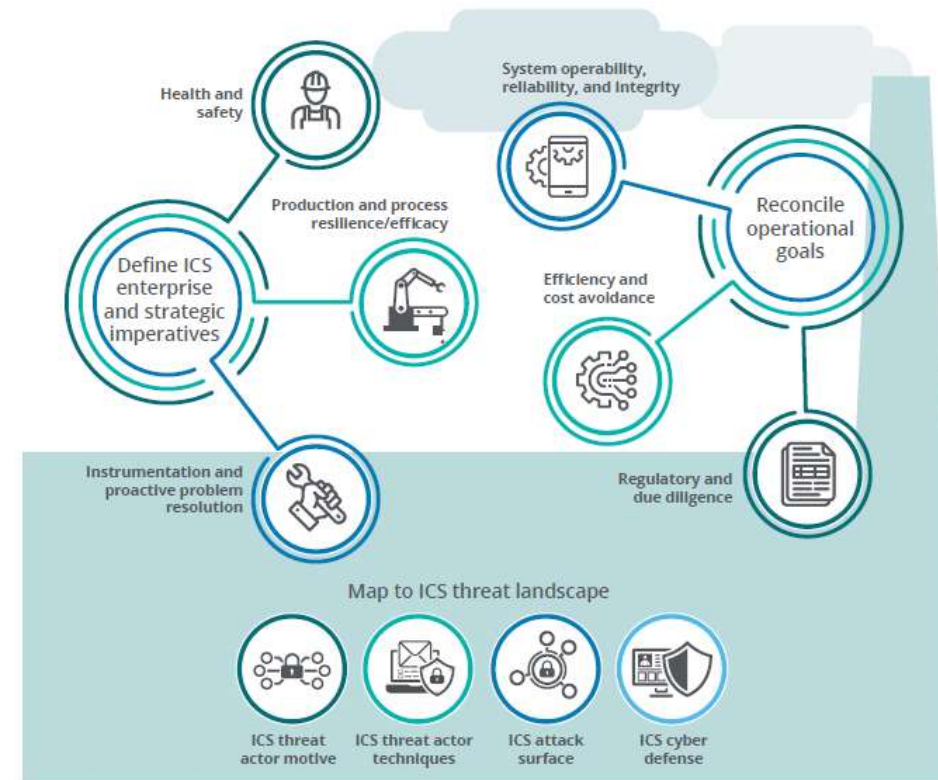 Health and
safety
Production and process
resilience/efficacy
Define ICS
enterprise
and strategic
imperatives
Instrumentation and
proactive problem
resolution
System operability,
reliability, and integrity
Reconcile
operational
goals
Efficiency and
cost avoidance
Regulatory and
due diligence
Map to ICS threat landscape
ICS threat
actor motive
ICS threat actor
techniques
ICS attack
surface
ICS cyber
defense